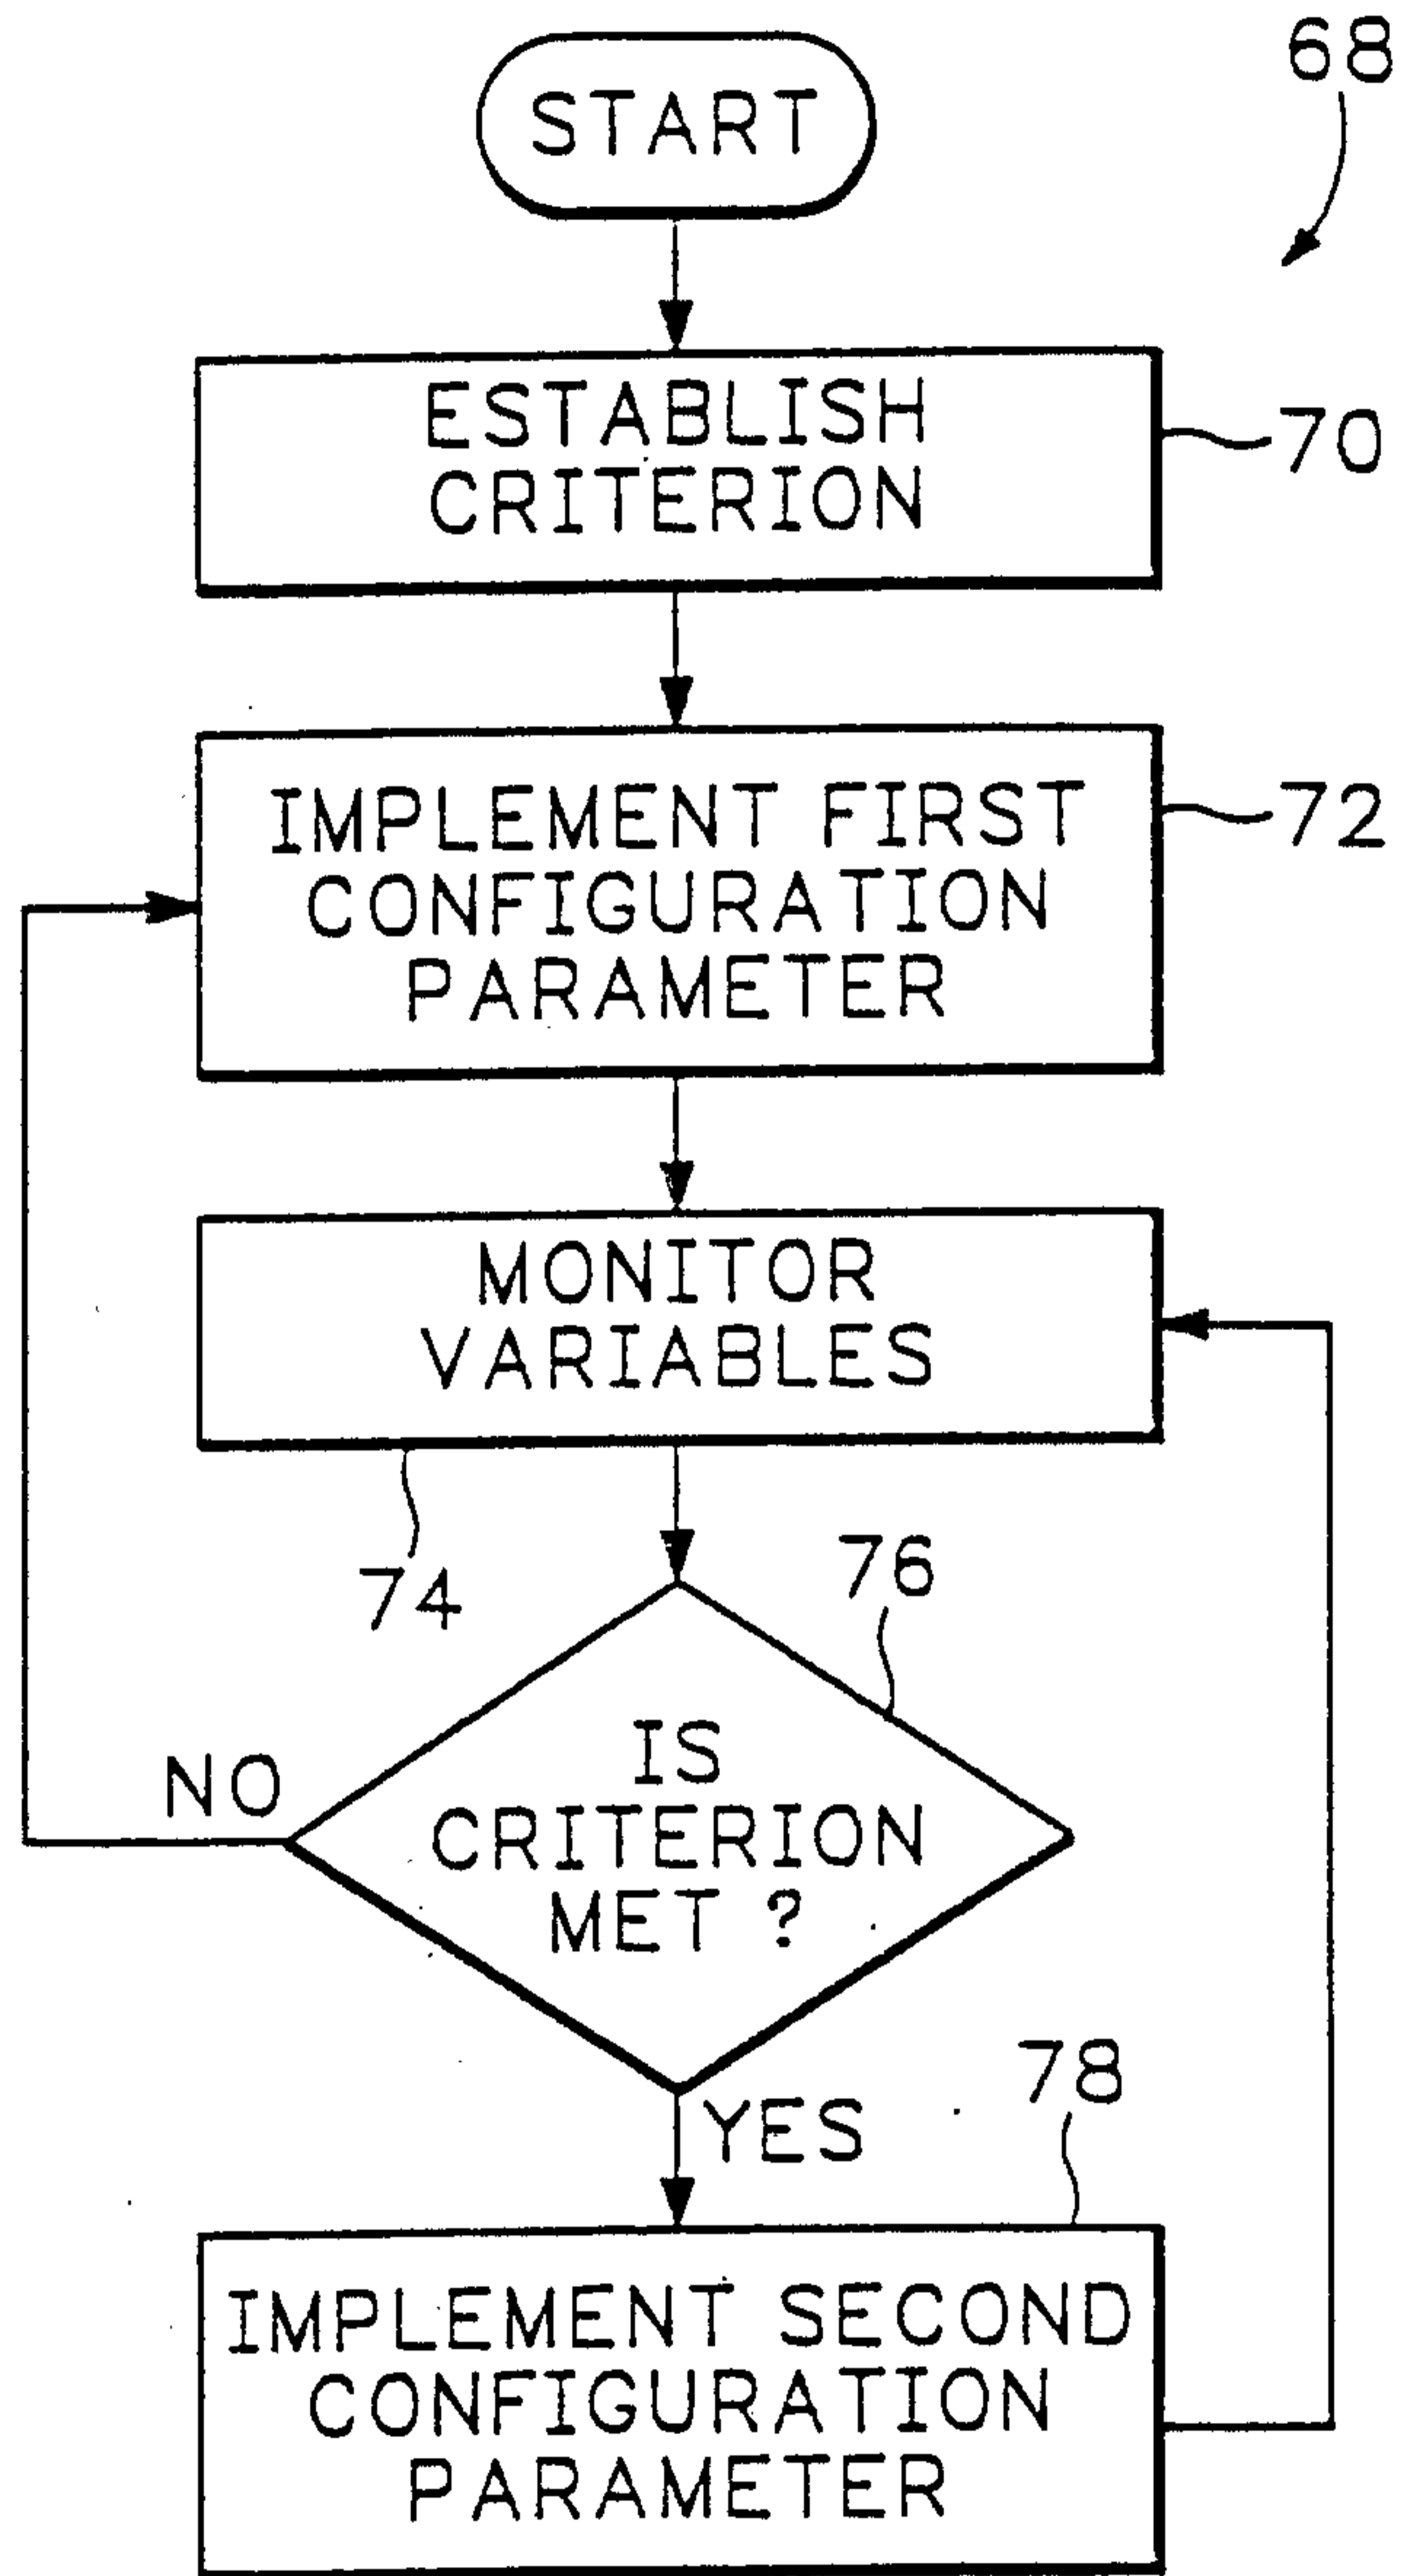 68
START
ESTABLISH
CRITERION
70
IMPLEMENT FIRST
CONFIGURATION
PARAMETER
72
MONITOR
VARIABLES
74
76
IS
CRITERION
MET ?
NO
YES
78
IMPLEMENT SECOND
CONFIGURATION
PARAMETER